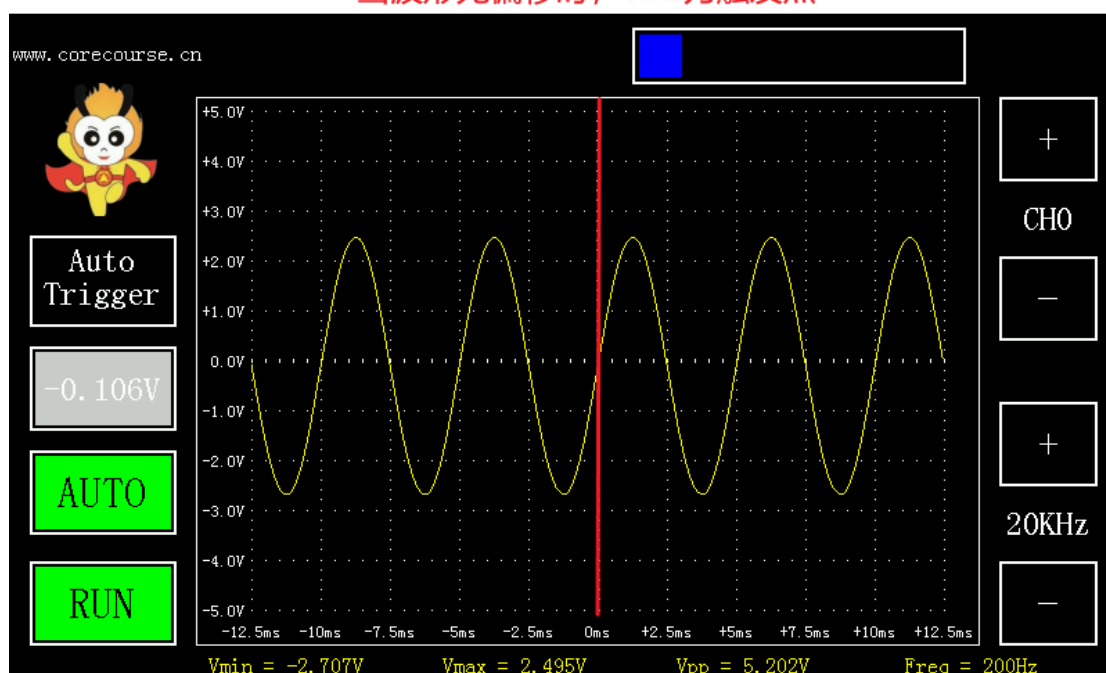 www.corecourse.cn
+5.0V
+4.0V
+3.0V
+2.0V
+1.0V
0.0V
-1.0V
-2.0V
-3.0V
-4.0V
-5.0V
-12.5ms -10ms -7.5ms -5ms -2.5ms 0ms +2.5ms +5ms +7.5ms +10ms +12.5ms
Auto
Trigger
-0.106V
AUTO
RUN
+
CH0
-
+
20KHz
-
Vmin = -2.707V Vmax = 2.495V Vpp = 5.202V Freq = 200Hz